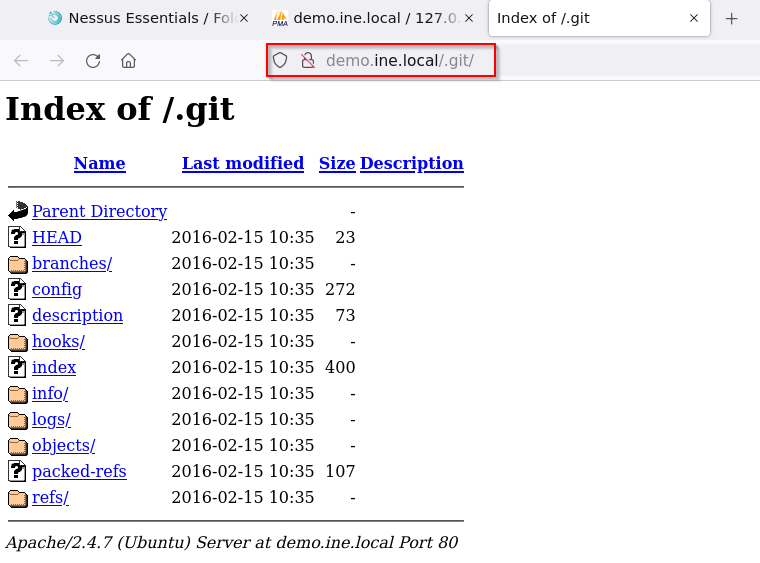 Nessus Essentials / Fol
demo.ine.local / 127.0.
Index of /.git
demo.ine.local/.git/
Index of /.git
Name Last modified Size Description
Parent Directory -
HEAD 2016-02-15 10:35 23
branches/ 2016-02-15 10:35 -
config 2016-02-15 10:35 272
description 2016-02-15 10:35 73
hooks/ 2016-02-15 10:35 -
index 2016-02-15 10:35 400
info/ 2016-02-15 10:35 -
logs/ 2016-02-15 10:35 -
objects/ 2016-02-15 10:35 -
packed-refs 2016-02-15 10:35 107
refs/ 2016-02-15 10:35 -
Apache/2.4.7 (Ubuntu) Server at demo.ine.local Port 80